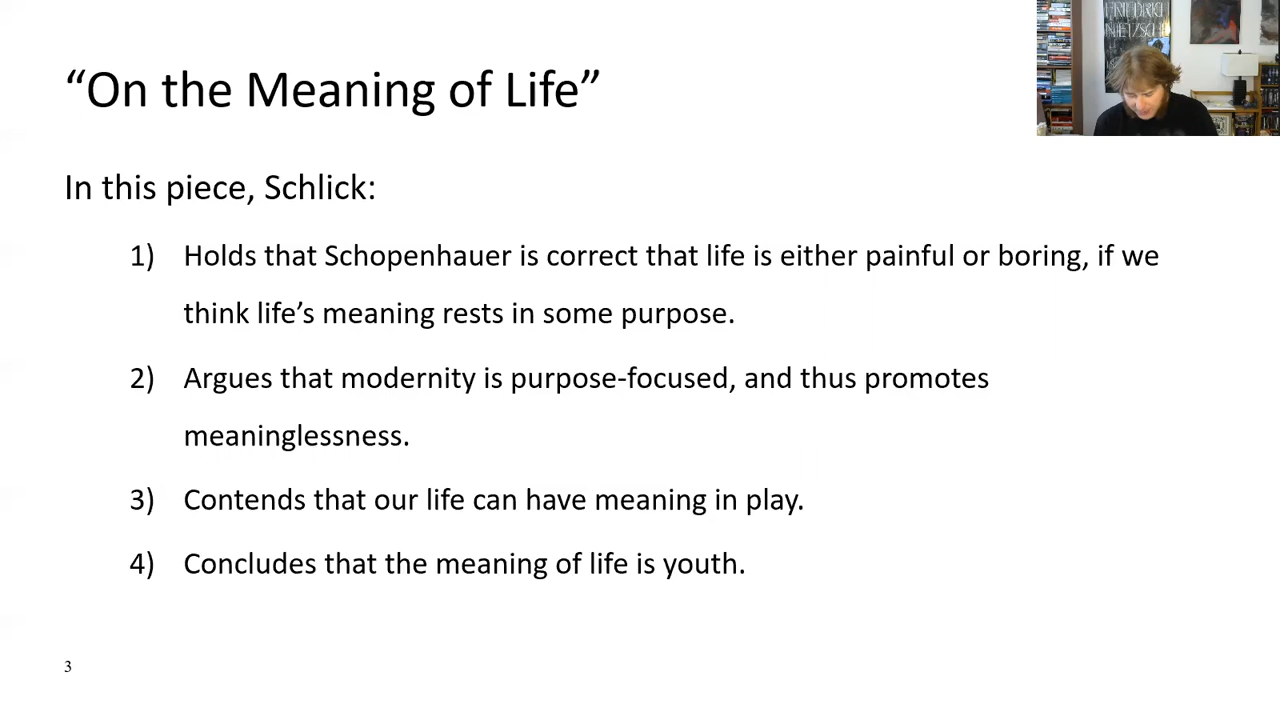 “On the Meaning of Life”
In this piece, Schlick:
1) Holds that Schopenhauer is correct that life is either painful or boring, if we
think life’s meaning rests in some purpose.
2) Argues that modernity is purpose-focused, and thus promotes
meaninglessness.
3) Contends that our life can have meaning in play.
4) Concludes that the meaning of life is youth.
3
FRIEDRICH
NIETZSCHE